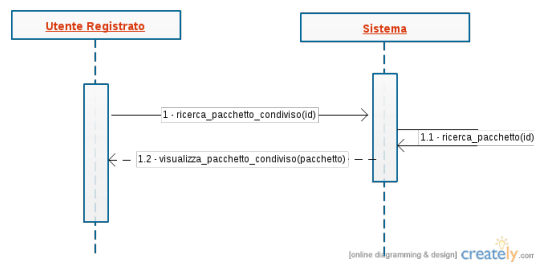 Utente Registrato
Sistema
1 - ricerca_pacchetto_condiviso(id)
1.1 - ricerca_pacchetto(id)
1.2 - visualizza_pacchetto_condiviso(pacchetto)
[online diagramming & design] creately.com